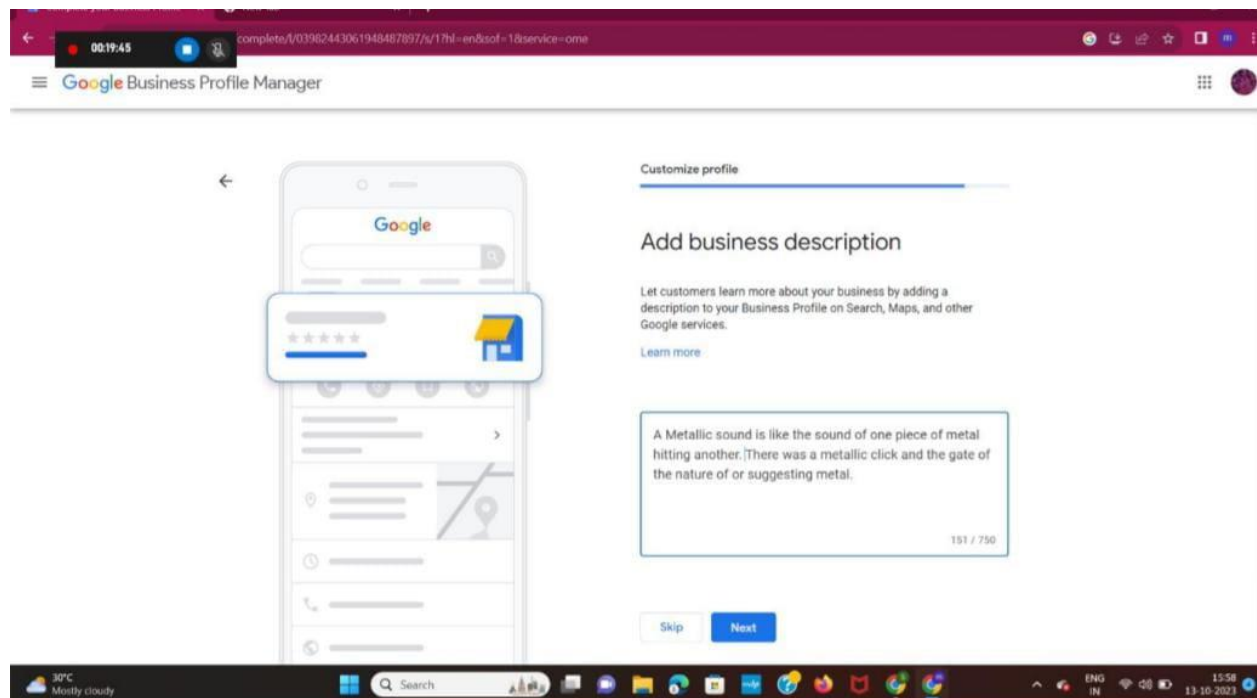 00:19:45
complete/l/03982443061948487897/s/1?hl=en&sof=1&service=ome
Google Business Profile Manager
Customize profile
Google
Add business description
Let customers learn more about your business by adding a
description to your Business Profile on Search, Maps, and other
Google services.
Learn more
A Metallic sound is like the sound of one piece of metal
hitting another. There was a metallic click and the gate of
the nature of or suggesting metal.
151 / 750
Skip
Next
30°C
Mostly cloudy
Search
ENG
IN
15:58
13-10-2023